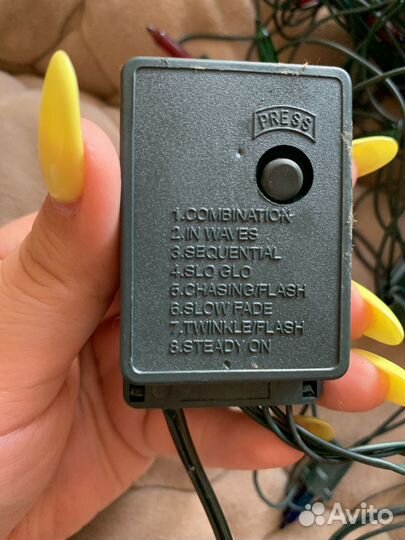 PRESS
1.COMBINATION
2.IN WAVES
3.SEQUENTIAL
4.SLO GLO
5.CHASING/FLASH
6.SLOW FADE
7.TWINKLE/FLASH
8.STEADY ON
Avito